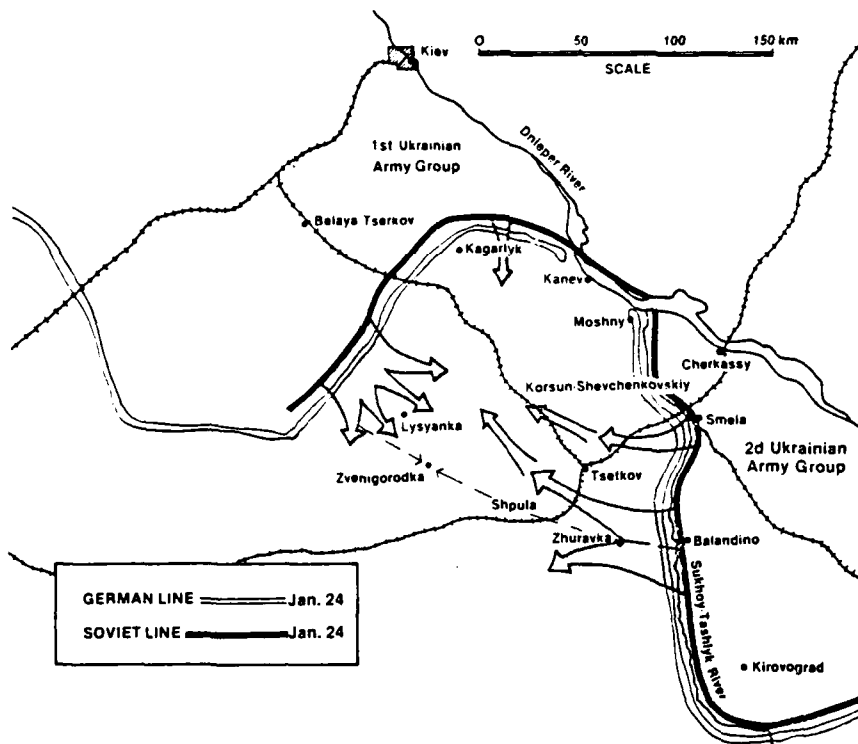 Kiev
0 50 100 150 km
SCALE
1st Ukrainian
Army Group
Dnieper River
Belaya Tserkov
Kagarlyk
Kanev
Moshny
Cherkassy
Korsun-Shevchenkovskiy
Lysyanka
Smela
2d Ukrainian
Army Group
Zvenigorodka
Tsetkov
Shpula
Zhuravka
Balandino
Sukhoy-Tashlyk River
GERMAN LINE Jan. 24
SOVIET LINE Jan. 24
Kirovograd